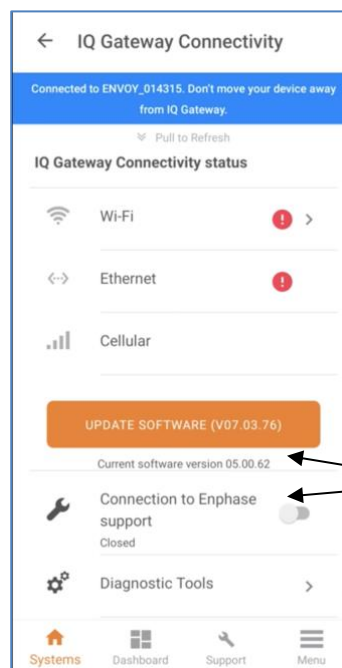 IQ Gateway Connectivity
Connected to ENVOY_014315. Don't move your device away
from IQ Gateway.
Pull to Refresh
IQ Gateway Connectivity status
Wi-Fi
Ethernet
Cellular
UPDATE SOFTWARE (V07.03.76)
Current software version 05.00.62
Connection to Enphase
support
Closed
Diagnostic Tools
Systems Dashboard Support Menu